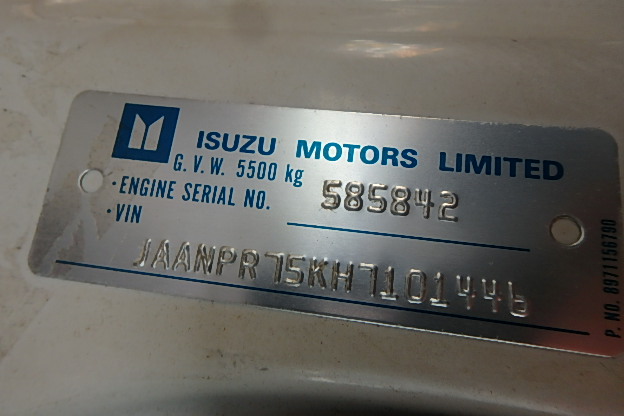 ISUZU MOTORS LIMITED
G. V. W. 5500 kg
·ENGINE SERIAL NO. 585842
·VIN
JAANPR75KH7101446
P. NO. 8971156790